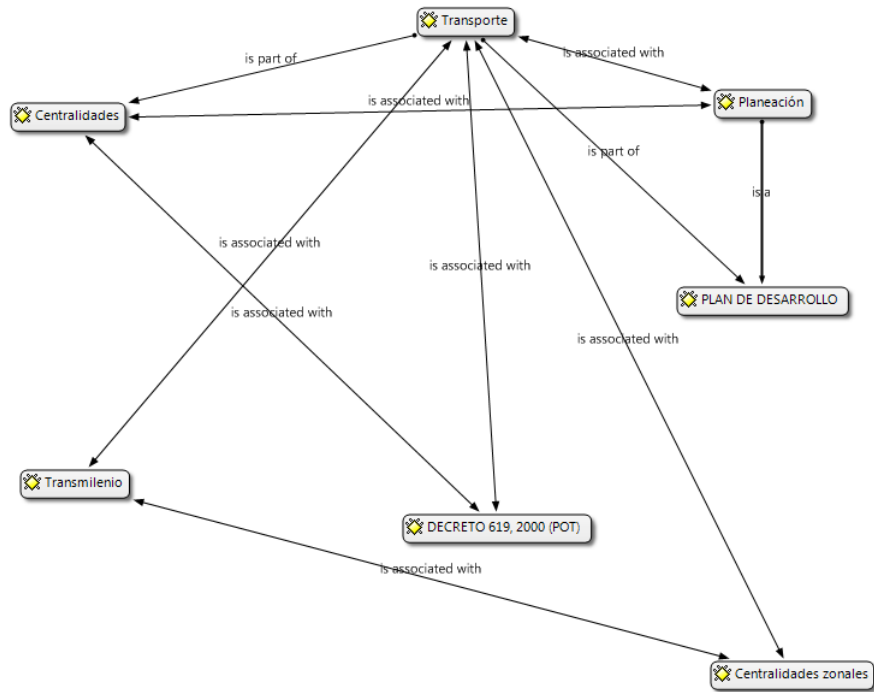 Transporte
is part of
is associated with
Centralidades
is associated with
Planeación
is part of
is a
is associated with
is associated with
is associated with
PLAN DE DESARROLLO
is associated with
Transmilenio
DECRETO 619, 2000 (POT)
is associated with
Centralidades zonales